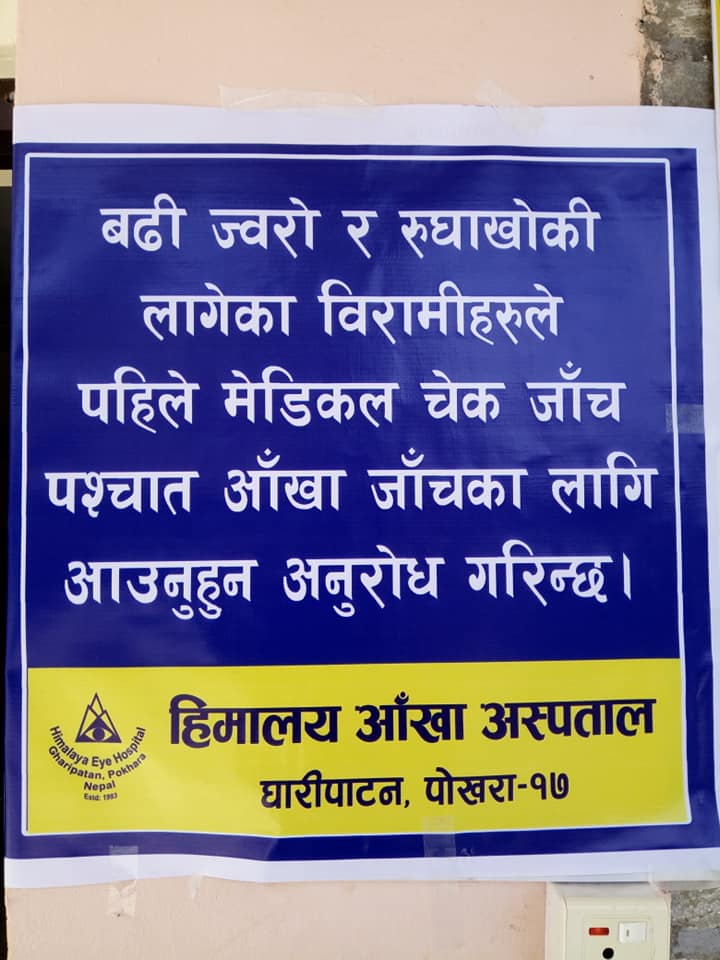 बढी ज्वरो र रुघाखोकी
लागेका विरामीहरुले
पहिले मेडिकल चेक जाँच
पश्चात आँखा जाँचका लागि
आउनुहुन अनुरोध गरिन्छ।
हिमालय आँखा अस्पताल
घारीपाटन, पोखरा-१७
Himalaya Eye Hospital
Gharipatan, Pokhara
Nepal
Estd: 1993